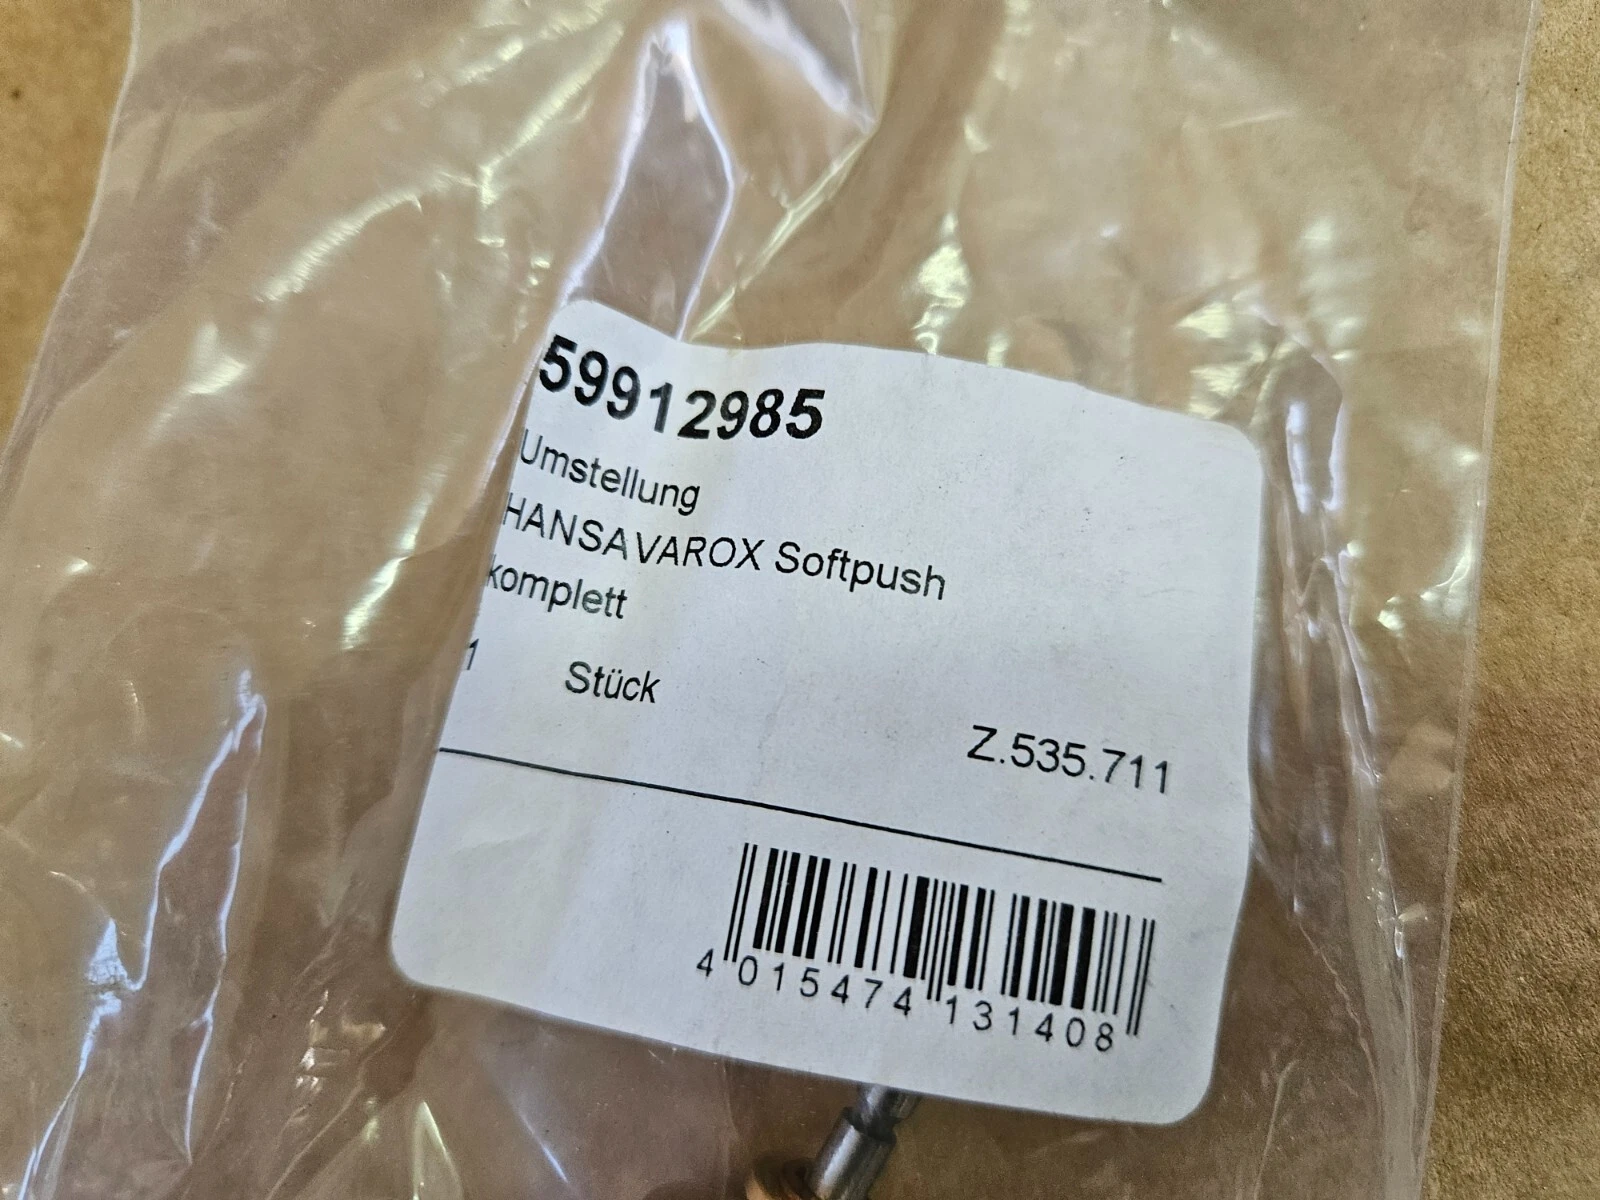 59912985
Umstellung
HANSAVAROX Softpush
komplett
1 Stück
Z.535.711
4 015474 131408